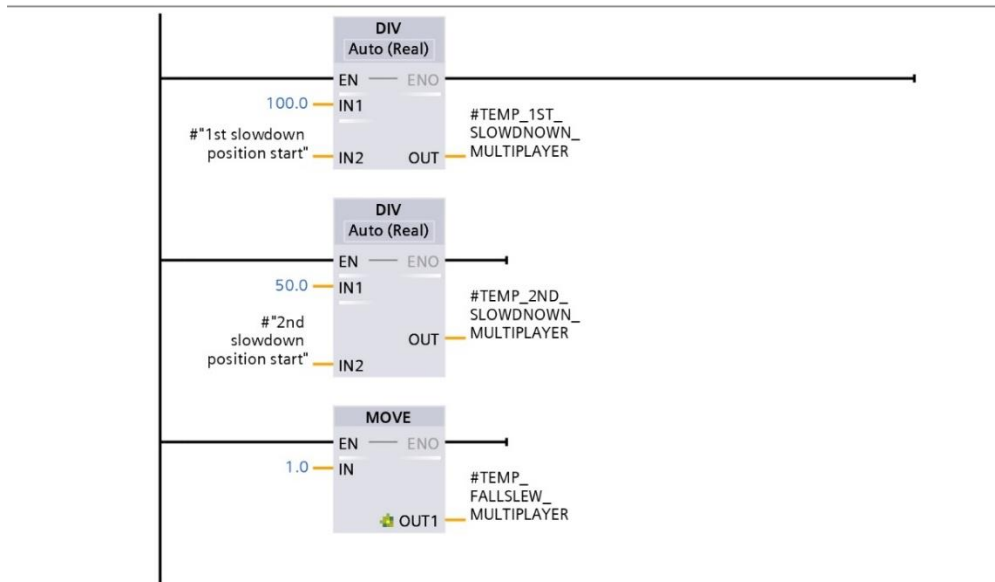 DIV
Auto (Real)
EN
ENO
100.0
IN1
#TEMP_1ST_
SLOWDNOWN_
MULTIPLAYER
#"1st slowdown
position start"
IN2
OUT
DIV
Auto (Real)
EN
ENO
50.0
IN1
#TEMP_2ND_
SLOWDNOWN_
MULTIPLAYER
#"2nd
slowdown
position start"
OUT
IN2
MOVE
EN
ENO
1.0
IN
#TEMP_
FALLSLEW_
MULTIPLAYER
OUT1